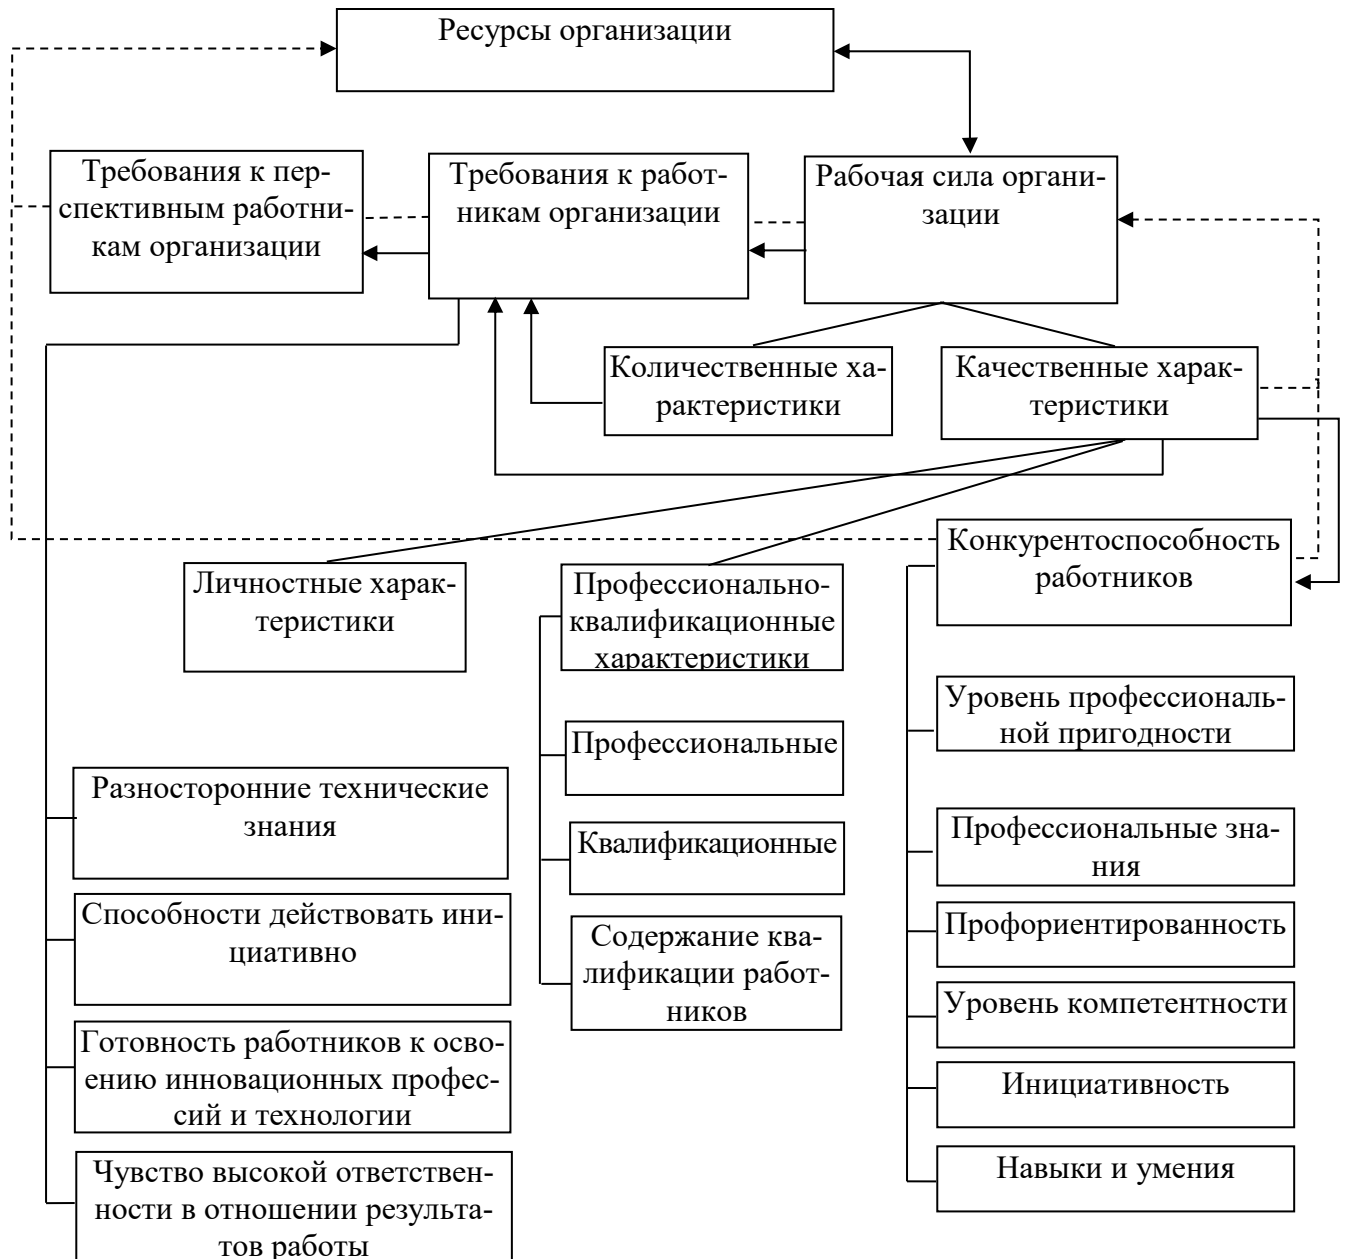 Ресурсы организации
Требования к пер-
спективным работни-
кам организации
Требования к работ-
никам организации
Рабочая сила органи-
зации
Количественные ха-
рактеристики
Качественные харак-
теристики
Личностные харак-
теристики
Профессионально-
квалификационные
характеристики
Конкурентоспособность
работников
Профессиональные
Квалификационные
Содержание ква-
лификации работ-
ников
Уровень профессиональ-
ной пригодности
Профессиональные зна-
ния
Профориентированность
Уровень компетентности
Инициативность
Навыки и умения
Разносторонние технические
знания
Способности действовать ини-
циативно
Готовность работников к осво-
ению инновационных профес-
сий и технологии
Чувство высокой ответствен-
ности в отношении результа-
тов работы